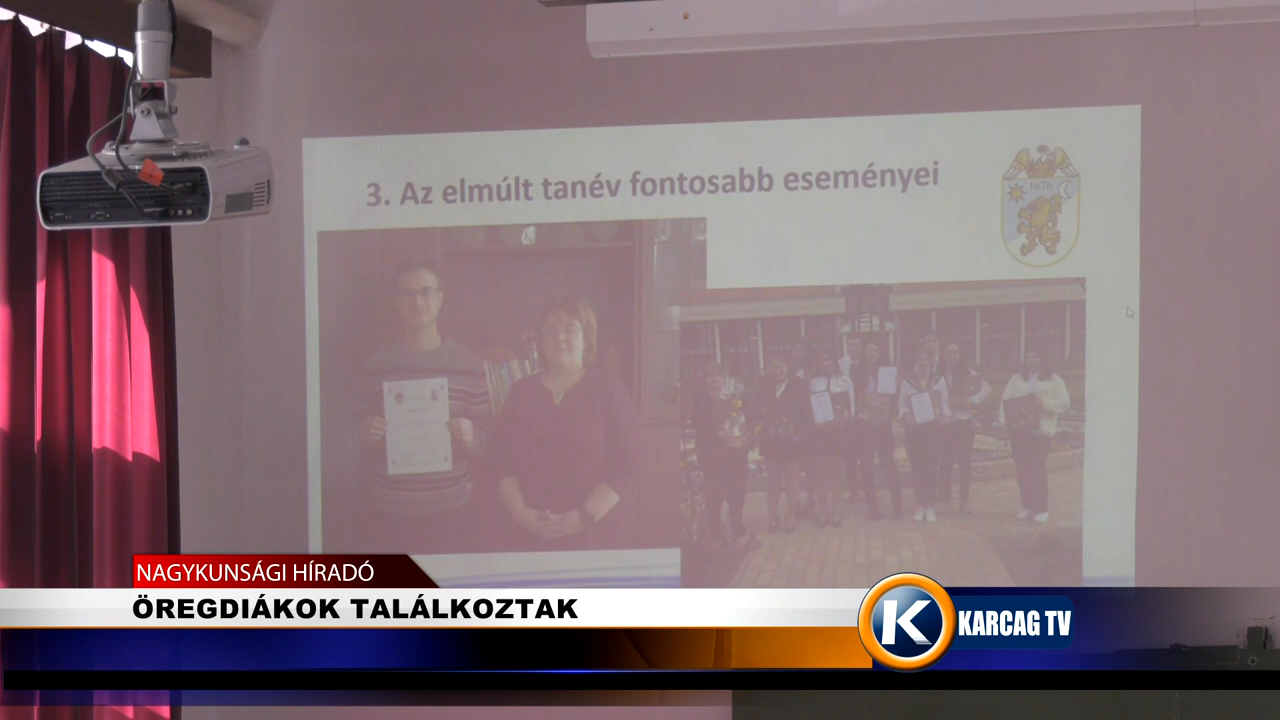 3. Az elmúlt tanév fontosabb eseményei
1676
NAGYKUNSÁGI HÍRADÓ
ÖREGDIÁKOK TALÁLKOZTAK
K KARCAG TV